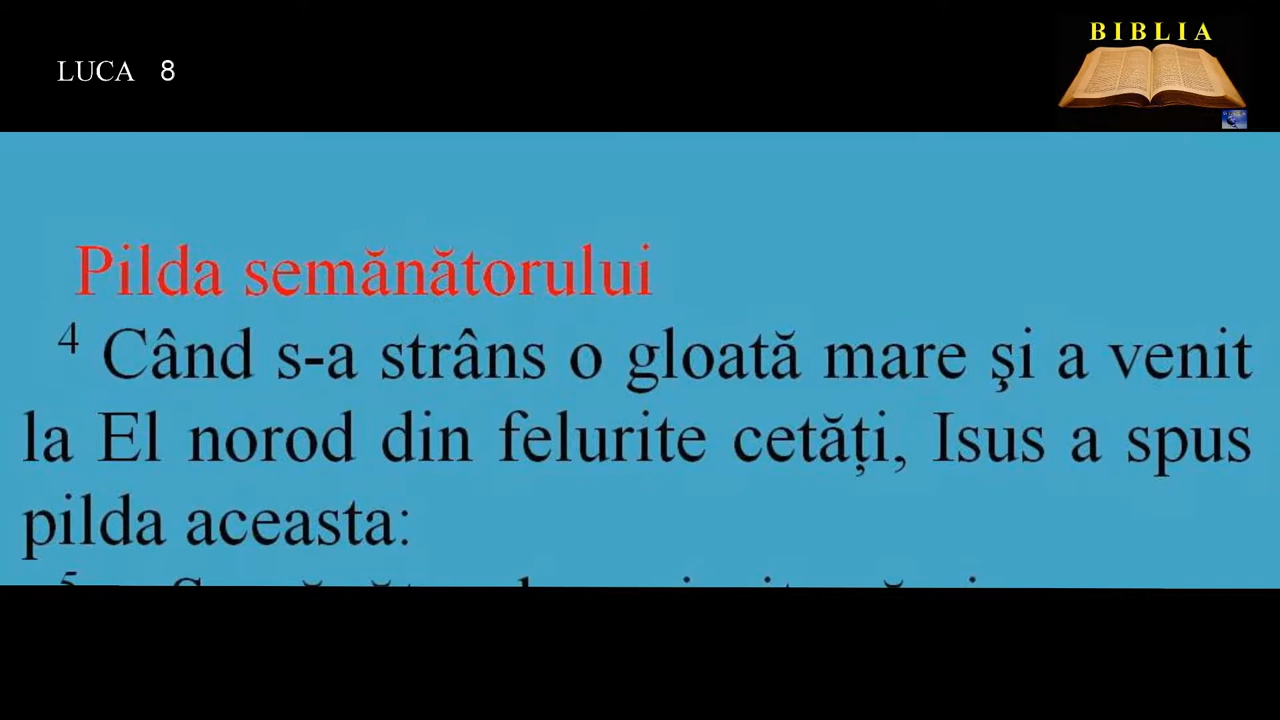 BIBLIA
LUCA 8
Pilda semănătorului
4 Când s-a strâns o gloată mare şi a venit
la El norod din felurite cetăți, Isus a spus
pilda aceasta: